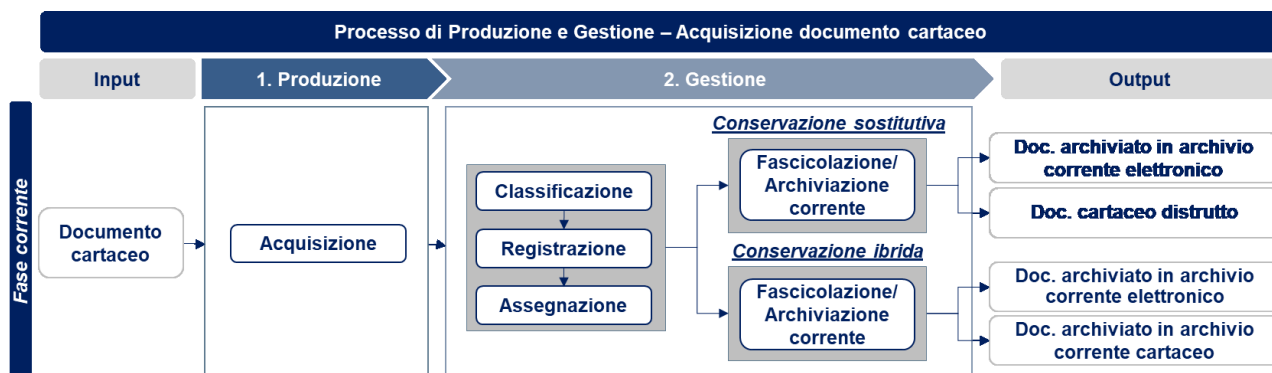 Processo di Produzione e Gestione – Acquisizione documento cartaceo
Input
1. Produzione
2. Gestione
Output
Fase corrente
Documento
cartaceo
Acquisizione
Classificazione
Registrazione
Assegnazione
Conservazione sostitutiva
Fascicolazione/
Archiviazione
corrente
Conservazione ibrida
Fascicolazione/
Archiviazione
corrente
Doc. archiviato in archivio
corrente elettronico
Doc. cartaceo distrutto
Doc. archiviato in archivio
corrente elettronico
Doc. archiviato in archivio
corrente cartaceo